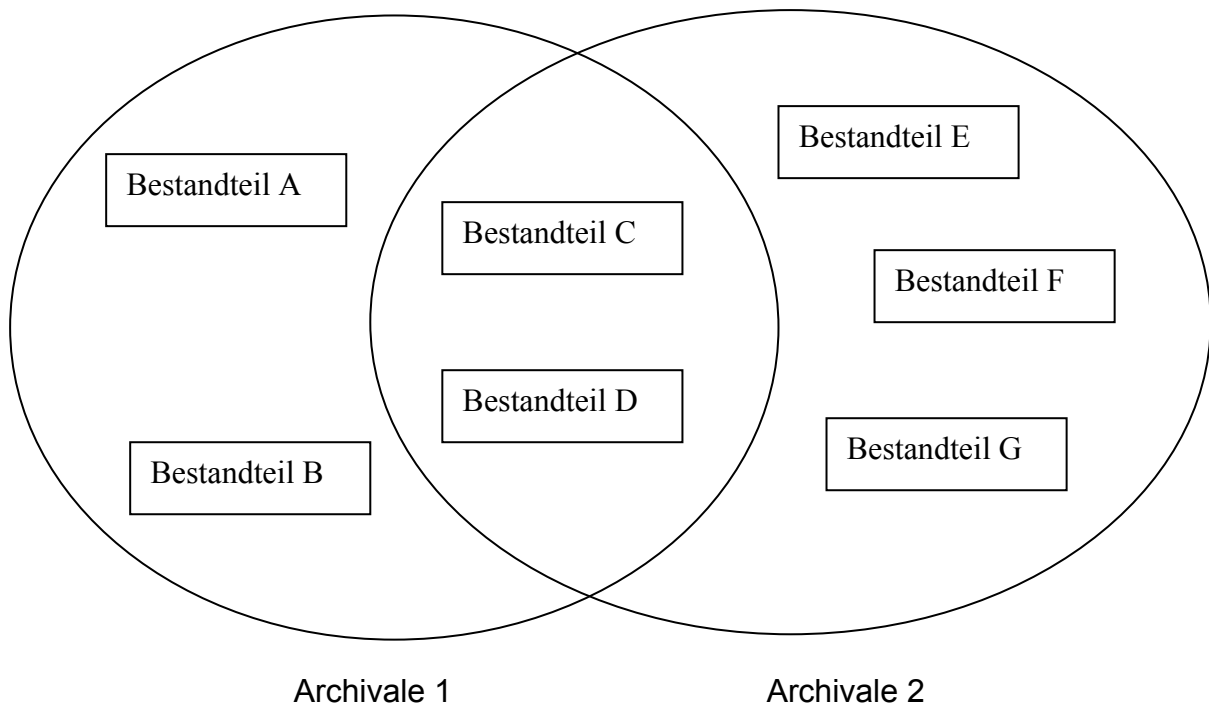 Bestandteil E
Bestandteil A
Bestandteil C
Bestandteil F
Bestandteil D
Bestandteil G
Bestandteil B
Archivale 1
Archivale 2